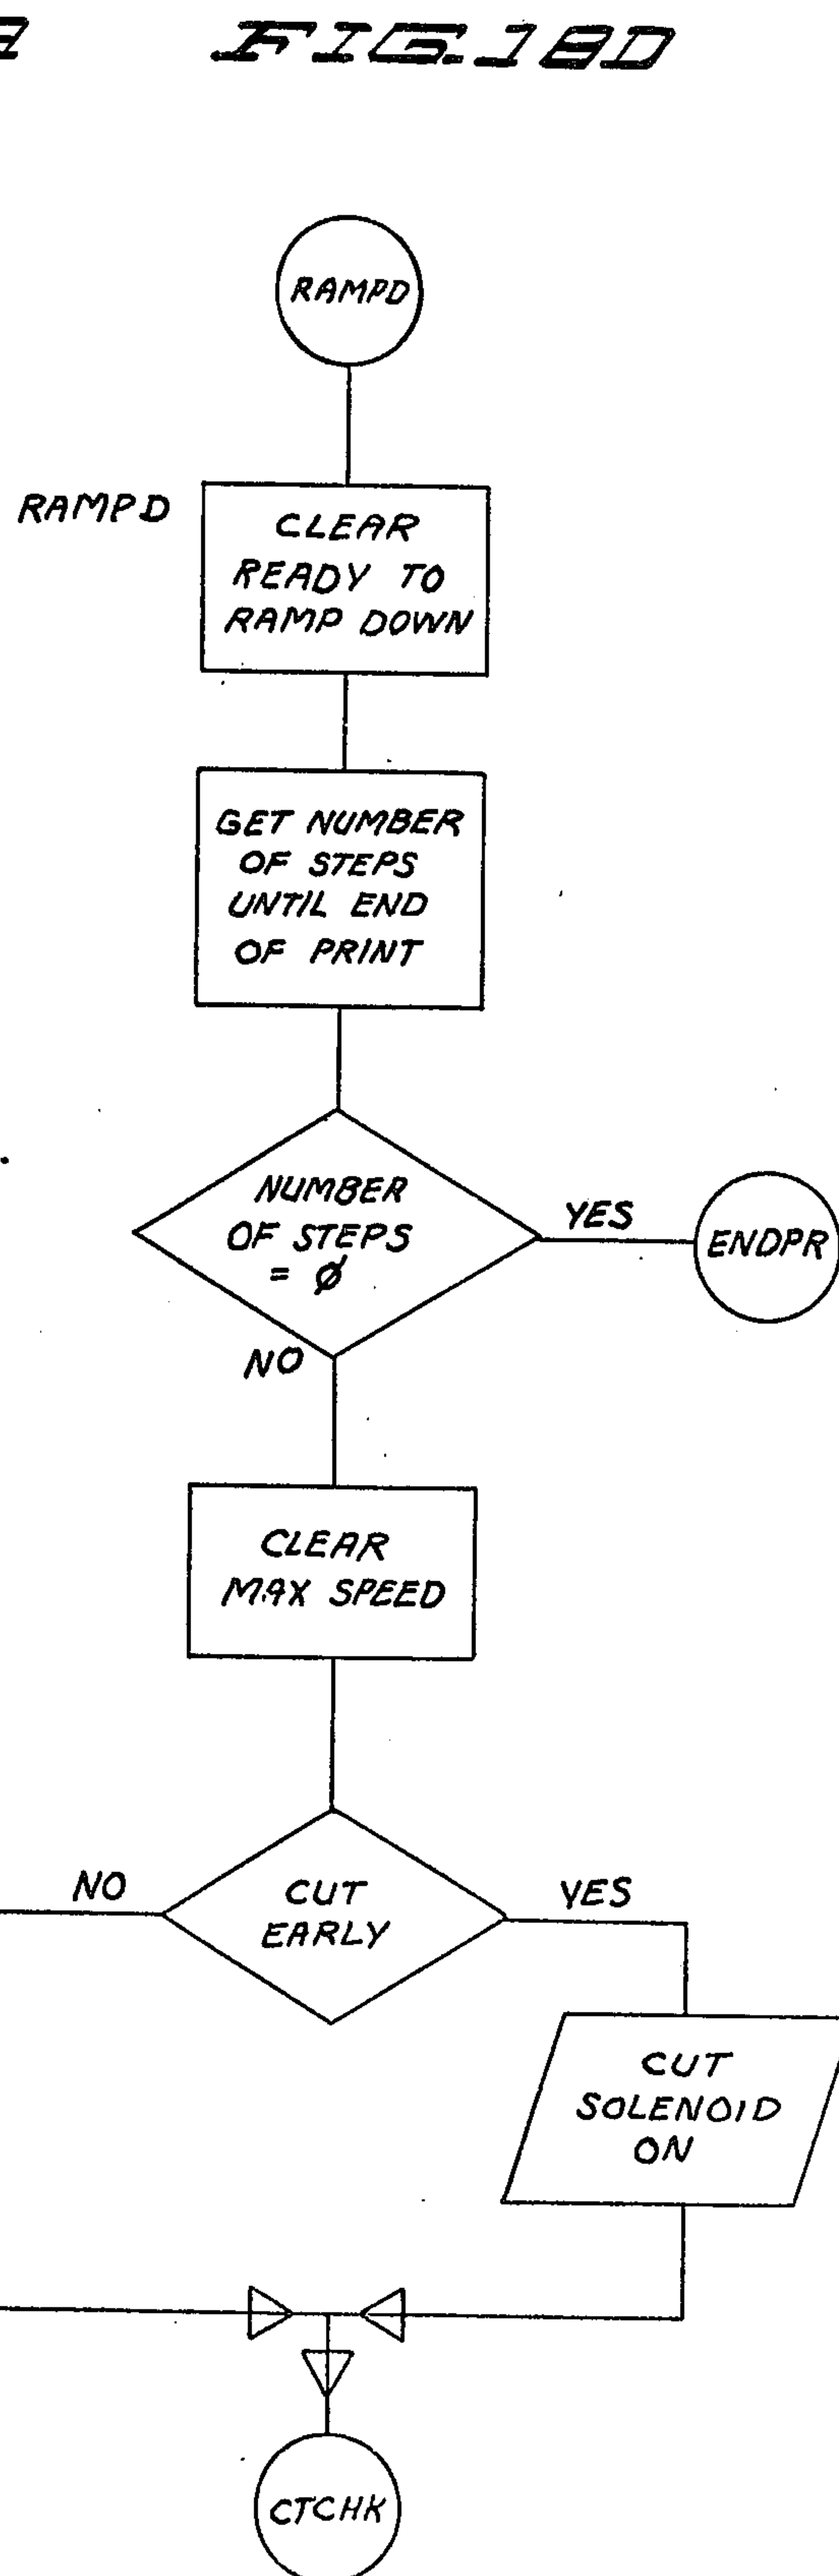 FIG. 18D
RAMPD
RAMPD
CLEAR
READY TO
RAMP DOWN
GET NUMBER
OF STEPS
UNTIL END
OF PRINT
NUMBER
OF STEPS
= Ø
YES
ENDPR
NO
CLEAR
MAX SPEED
NO
CUT
EARLY
YES
CUT
SOLENOID
ON
CTCHK